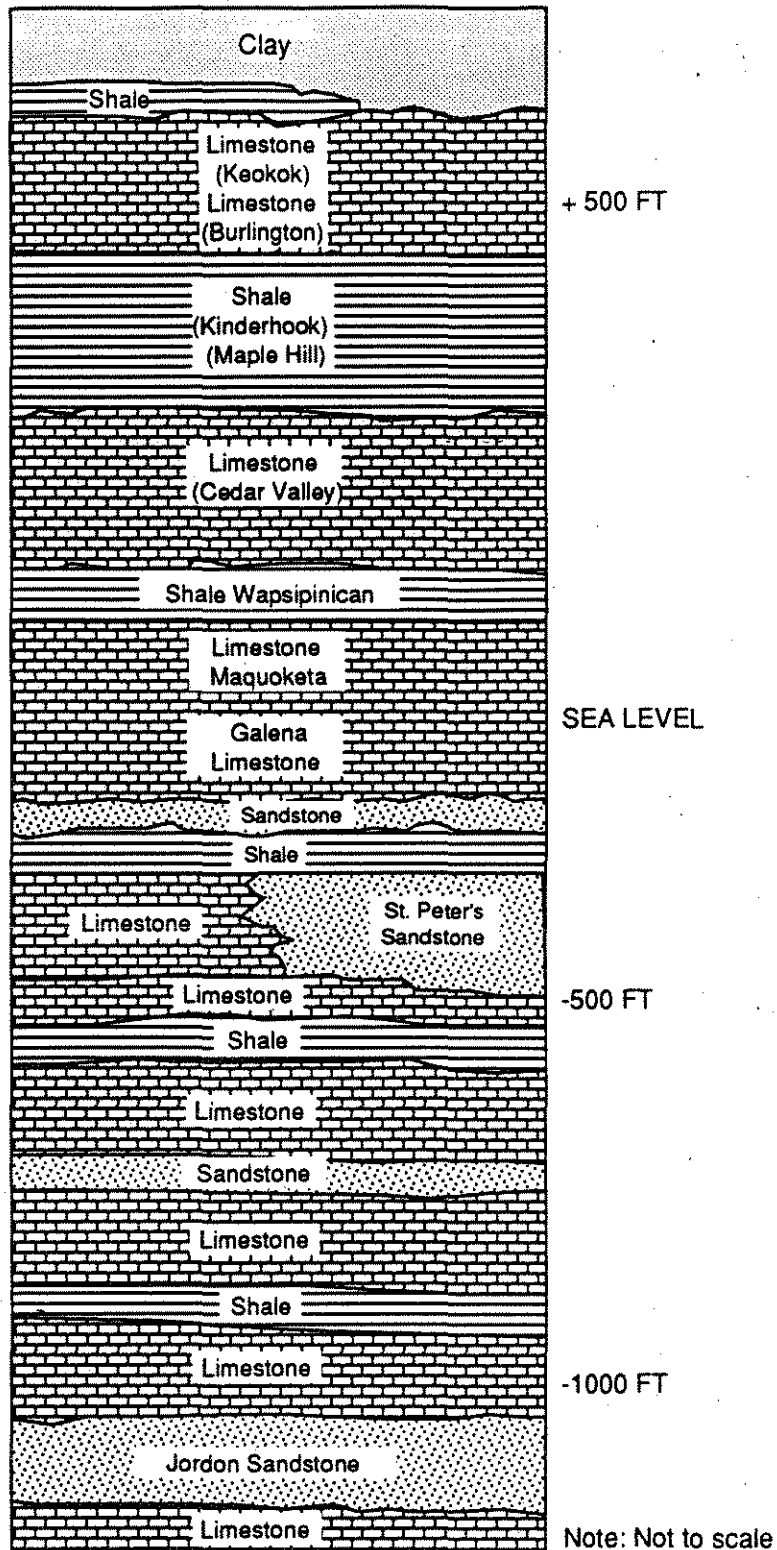 Clay
Shale
Limestone
(Keokok)
Limestone
(Burlington)
+ 500 FT
Shale
(Kinderhook)
(Maple Hill)
Limestone
(Cedar Valley)
Shale Wapsipinican
Limestone
Maquoketa
Galena
Limestone
SEA LEVEL
Sandstone
Shale
Limestone
St. Peter's
Sandstone
Limestone
-500 FT
Shale
Limestone
Sandstone
Limestone
Shale
Limestone
-1000 FT
Jordon Sandstone
Limestone
Note: Not to scale